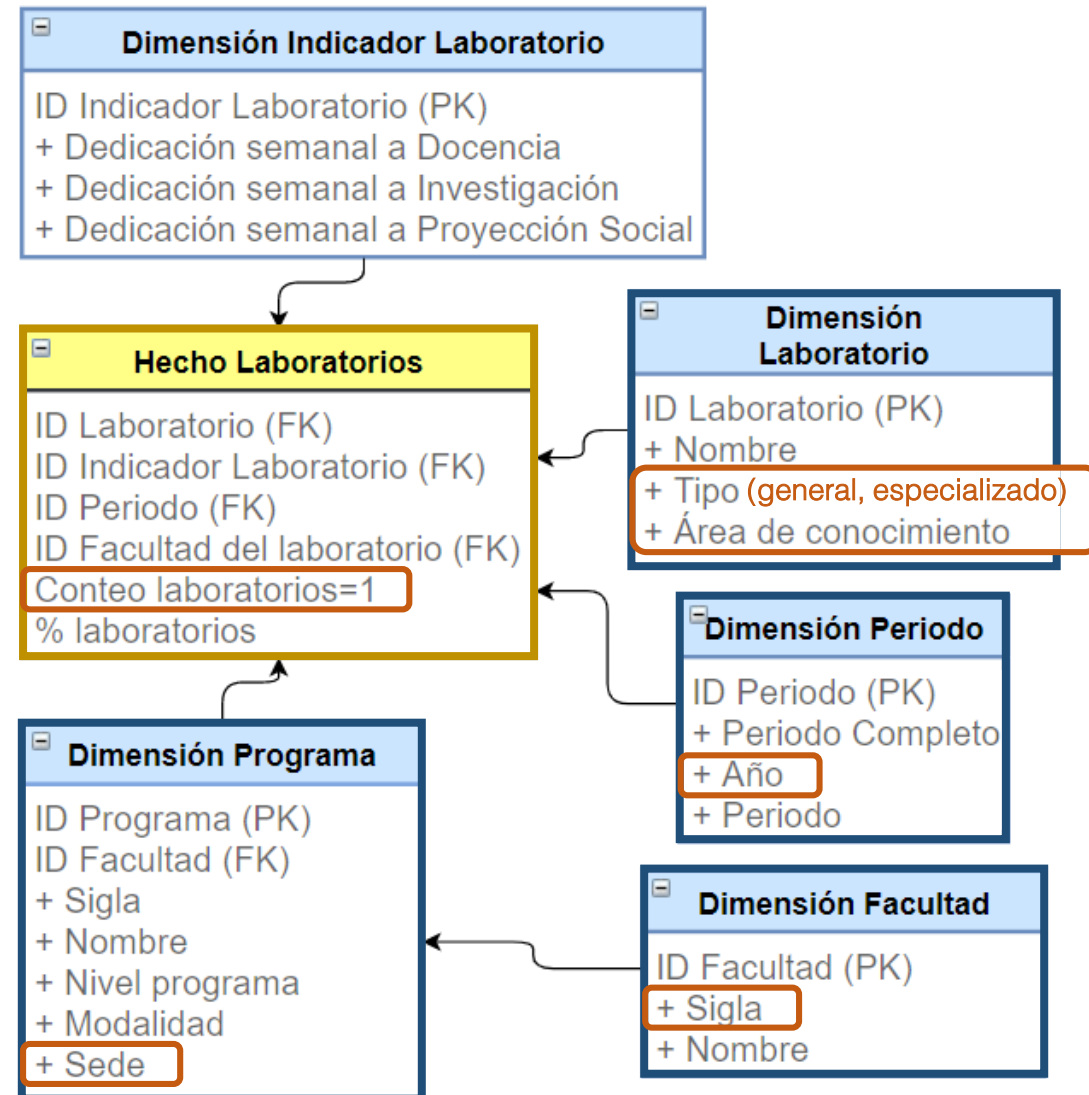 Dimensión Indicador Laboratorio
ID Indicador Laboratorio (PK)
+ Dedicación semanal a Docencia
+ Dedicación semanal a Investigación
+ Dedicación semanal a Proyección Social
Hecho Laboratorios
ID Laboratorio (FK)
ID Indicador Laboratorio (FK)
ID Periodo (FK)
ID Facultad del laboratorio (FK)
Conteo laboratorios=1
% laboratorios
Dimensión
Laboratorio
ID Laboratorio (PK)
+ Nombre
+ Tipo (general, especializado)
+ Área de conocimiento
Dimensión Periodo
ID Periodo (PK)
+ Periodo Completo
+ Año
+ Periodo
Dimensión Programa
ID Programa (PK)
ID Facultad (FK)
+ Sigla
+ Nombre
+ Nivel programa
+ Modalidad
+ Sede
Dimensión Facultad
ID Facultad (PK)
+ Sigla
+ Nombre